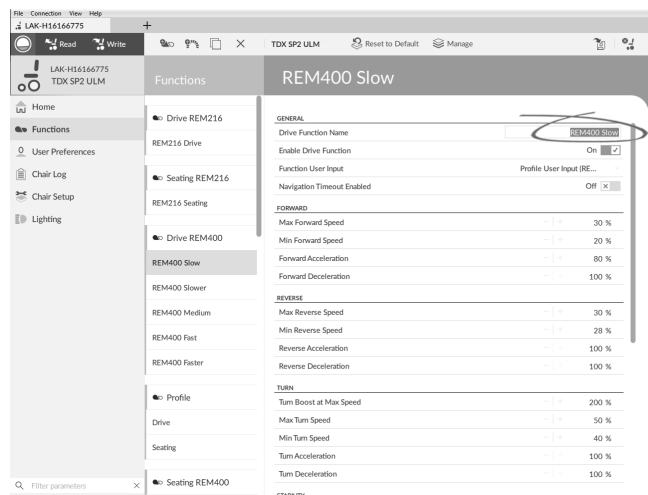 File Connection View Help
LAK-H16166775 +
Read Write TDX SP2 ULM Reset to Default Manage
LAK-H16166775
TDX SP2 ULM
Home
Functions
User Preferences
Chair Log
Chair Setup
Lighting
Filter parameters
Functions
Drive REM216
REM216 Drive
Seating REM216
REM216 Seating
Drive REM400
REM400 Slow
REM400 Slower
REM400 Medium
REM400 Fast
REM400 Faster
Profile
Drive
Seating
Seating REM400
REM400 Slow
GENERAL
Drive Function Name REM400 Slow
Enable Drive Function On
Function User Input Profile User Input (RE...
Navigation Timeout Enabled Off
FORWARD
Max Forward Speed − + 30 %
Min Forward Speed − + 20 %
Forward Acceleration − + 80 %
Forward Deceleration − + 100 %
REVERSE
Max Reverse Speed − + 30 %
Min Reverse Speed − + 28 %
Reverse Acceleration − + 100 %
Reverse Deceleration − + 100 %
TURN
Turn Boost at Max Speed − + 200 %
Max Turn Speed − + 50 %
Min Turn Speed − + 40 %
Turn Acceleration − + 100 %
Turn Deceleration − + 100 %